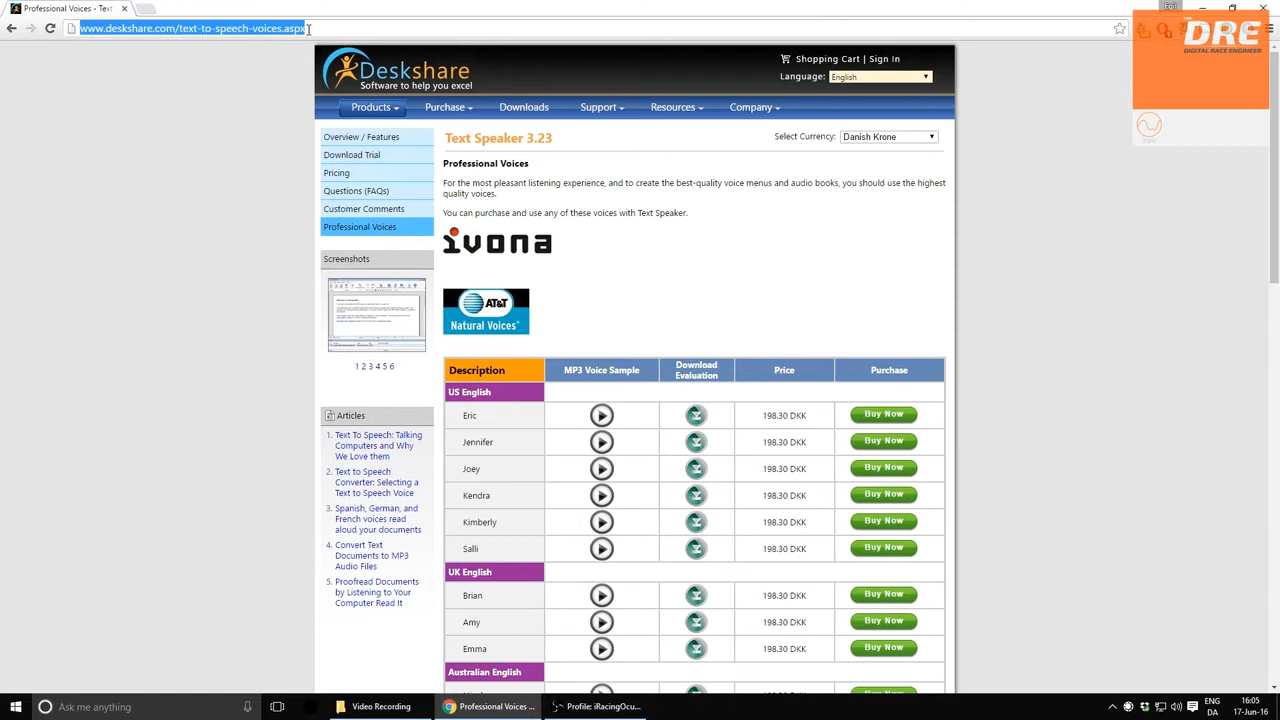 Professional Voices - Text
www.deskshare.com/text-to-speech-voices.aspx
THE
DRE
DIGITAL RACE ENGINEER
Deskshare
Software to help you excel
Shopping Cart | Sign In
Language: English
Products Purchase Downloads Support Resources Company
Overview / Features
Download Trial
Pricing
Questions (FAQs)
Customer Comments
Professional Voices
Screenshots
1 2 3 4 5 6
Articles
1. Text To Speech: Talking
Computers and Why
We Love them
2. Text to Speech
Converter: Selecting a
Text to Speech Voice
3. Spanish, German, and
French voices read
aloud your documents
4. Convert Text
Documents to MP3
Audio Files
5. Proofread Documents
by Listening to Your
Computer Read It
Text Speaker 3.23
Select Currency: Danish Krone
Professional Voices
For the most pleasant listening experience, and to create the best-quality voice menus and audio books, you should use the highest
quality voices.
You can purchase and use any of these voices with Text Speaker.
ivona
AT&T
Natural Voices
Description MP3 Voice Sample Download Evaluation Price Purchase
US English
Eric 198.30 DKK Buy Now
Jennifer 198.30 DKK Buy Now
Joey 198.30 DKK Buy Now
Kendra 198.30 DKK Buy Now
Kimberly 198.30 DKK Buy Now
Salli 198.30 DKK Buy Now
UK English
Brian 198.30 DKK Buy Now
Amy 198.30 DKK Buy Now
Emma 198.30 DKK Buy Now
Australian English
Ask me anything
Video Recording
Professional Voices ...
Profile: iRacingOcu...
ENG
DA
16:05
17-Jun-16